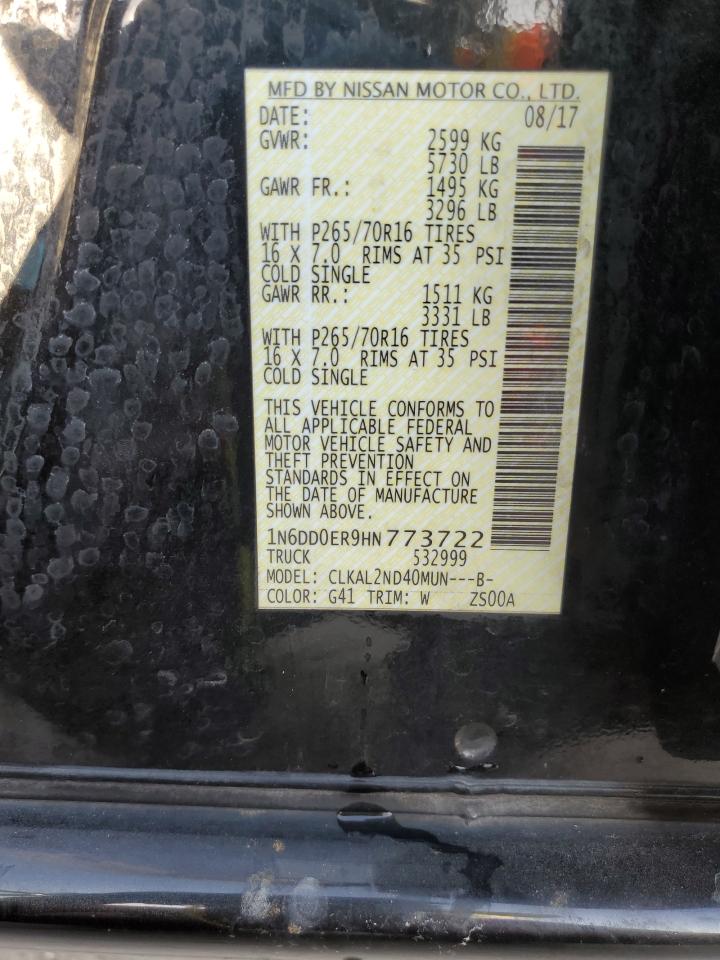 MFD BY NISSAN MOTOR CO., LTD.
DATE: 08/17
GVWR: 2599 KG
5730 LB
GAWR FR.: 1495 KG
3296 LB
WITH P265/70R16 TIRES
16 X 7.0 RIMS AT 35 PSI
COLD SINGLE
GAWR RR.: 1511 KG
3331 LB
WITH P265/70R16 TIRES
16 X 7.0 RIMS AT 35 PSI
COLD SINGLE
THIS VEHICLE CONFORMS TO
ALL APPLICABLE FEDERAL
MOTOR VEHICLE SAFETY AND
THEFT PREVENTION
STANDARDS IN EFFECT ON
THE DATE OF MANUFACTURE
SHOWN ABOVE.
1N6DD0ER9HN773722
TRUCK 532999
MODEL: CLKAL2ND40MUN---B-
COLOR: G41 TRIM: W ZS00A